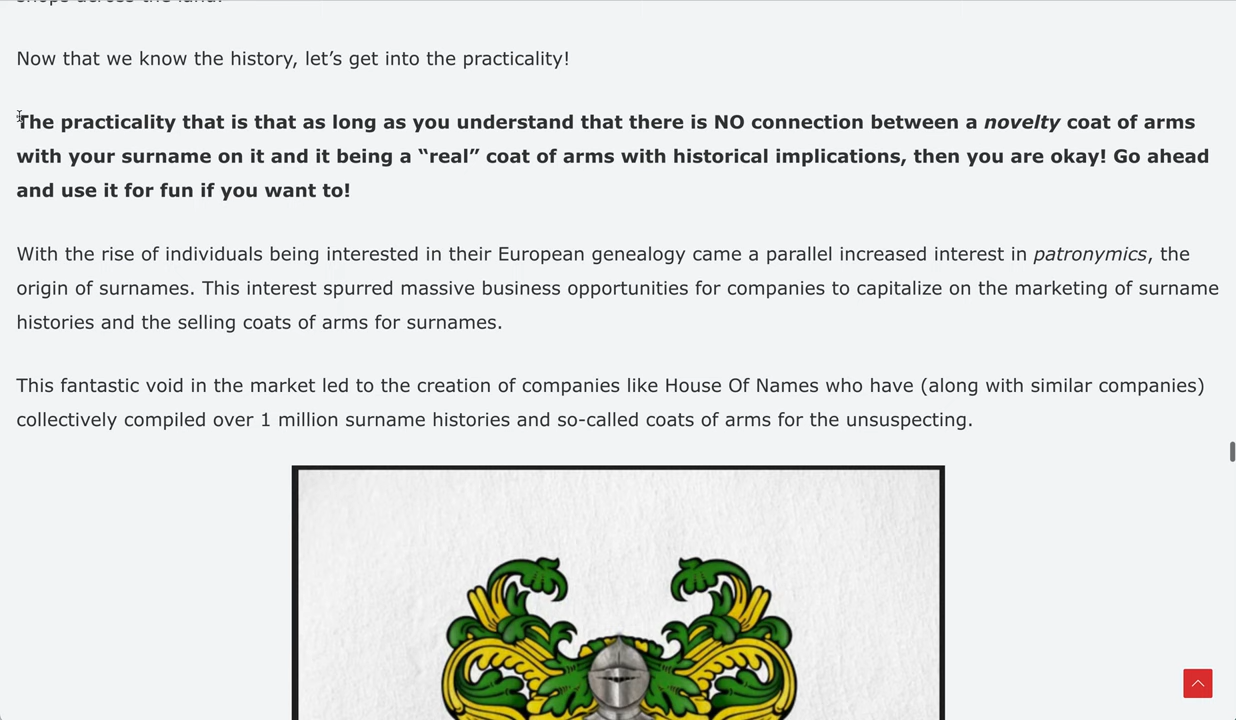 Now that we know the history, let’s get into the practicality!
The practicality that is that as long as you understand that there is NO connection between a novelty coat of arms
with your surname on it and it being a “real” coat of arms with historical implications, then you are okay! Go ahead
and use it for fun if you want to!
With the rise of individuals being interested in their European genealogy came a parallel increased interest in patronymics, the
origin of surnames. This interest spurred massive business opportunities for companies to capitalize on the marketing of surname
histories and the selling coats of arms for surnames.
This fantastic void in the market led to the creation of companies like House Of Names who have (along with similar companies)
collectively compiled over 1 million surname histories and so-called coats of arms for the unsuspecting.